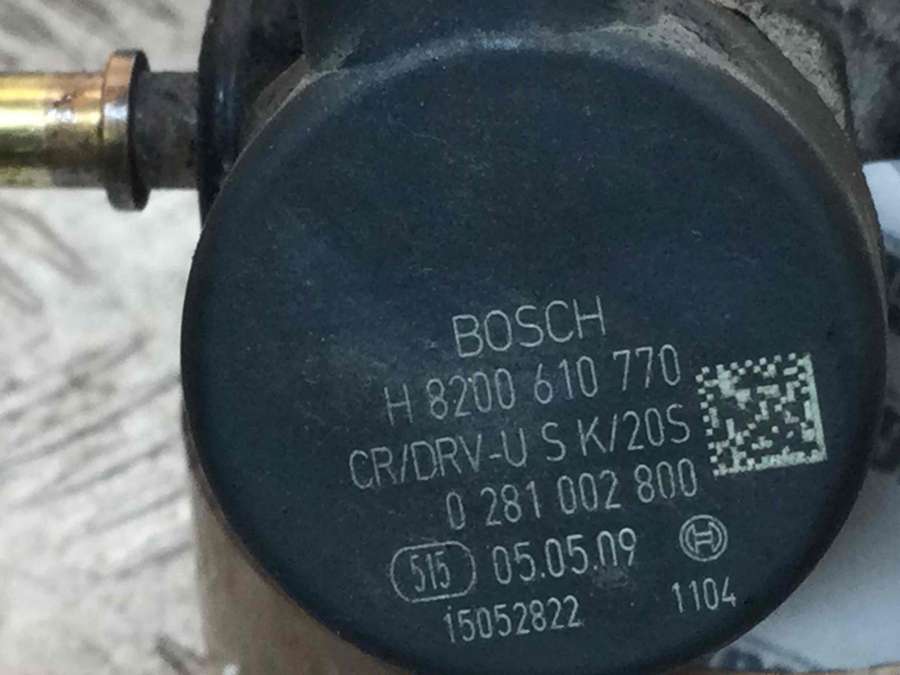 BOSCH
H 8200 610 770
CR/DRV-U S K/20S
0 281 002 800
515 05.05.09
15052822 1104